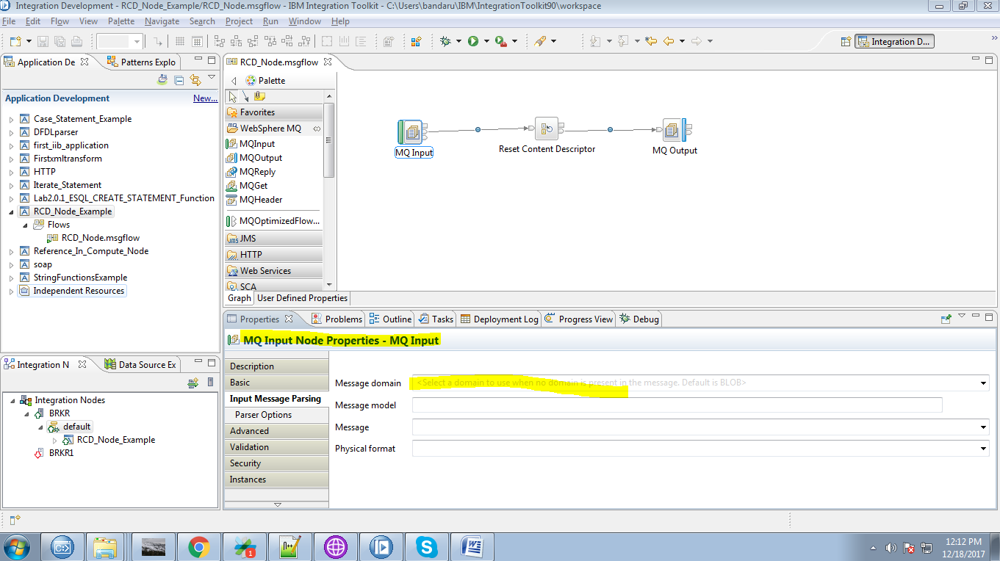 Integration Development - RCD_Node_Example/RCD_Node.msgflow - IBM Integration Toolkit - C:\Users\bandaru\IBM\IntegrationToolkit90\workspace
File Edit Flow View Palette Navigate Search Project Run Window Help
Integration D...
Application De
Patterns Explo
Application Development
New...
Case_Statement_Example
DFDLparser
first_iib_application
Firstxmltransform
HTTP
Iterate_Statement
Lab2.0.1_ESQL_CREATE_STATEMENT_Function
RCD_Node_Example
Flows
RCD_Node.msgflow
Reference_In_Compute_Node
soap
StringFunctionsExample
Independent Resources
Integration N
Data Source Ex
Integration Nodes
BRKR
default
RCD_Node_Example
BRKR1
RCD_Node.msgflow
Palette
Favorites
WebSphere MQ
MQInput
MQOutput
MQReply
MQGet
MQHeader
MQOptimizedFlow...
JMS
HTTP
Web Services
SCA
MQ Input
Reset Content Descriptor
MQ Output
Graph User Defined Properties
Properties Problems Outline Tasks Deployment Log Progress View Debug
MQ Input Node Properties - MQ Input
Description
Basic
Input Message Parsing
Parser Options
Advanced
Validation
Security
Instances
Message domain <Select a domain to use when no domain is present in the message. Default is BLOB>
Message model
Message
Physical format
1
N++
W
12:12 PM
12/18/2017